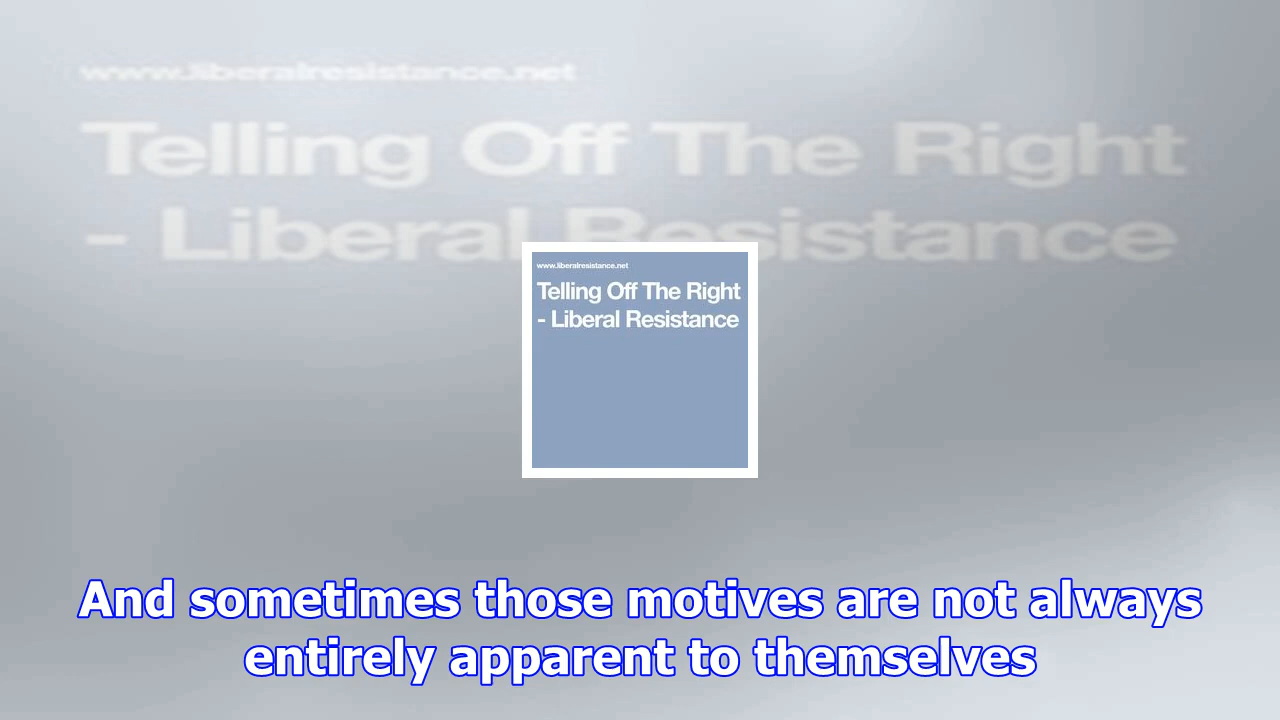 www.liberalresistance.net
Telling Off The Right
- Liberal Resistance
www.liberalresistance.net
Telling Off The Right
- Liberal Resistance
And sometimes those motives are not always
entirely apparent to themselves